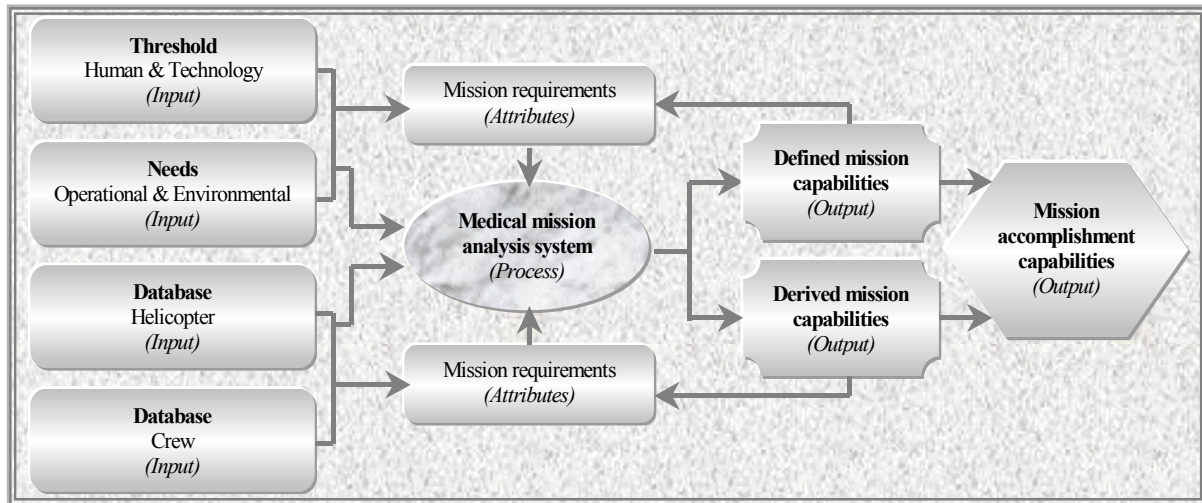 Threshold
Human & Technology
(Input)
Needs
Operational & Environmental
(Input)
Database
Helicopter
(Input)
Database
Crew
(Input)
Mission requirements
(Attributes)
Medical mission
analysis system
(Process)
Mission requirements
(Attributes)
Defined mission
capabilities
(Output)
Derived mission
capabilities
(Output)
Mission
accomplishment
capabilities
(Output)